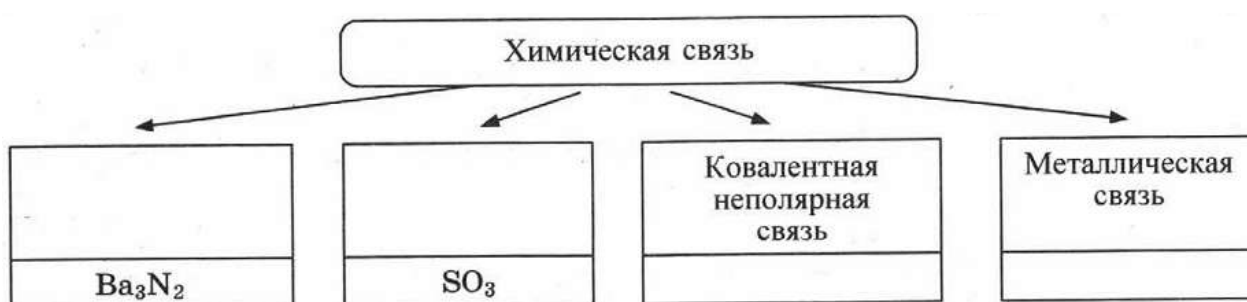 Химическая связь
Ковалентная
неполярная
связь
Металлическая
связь
Ba₃N₂
SO₃